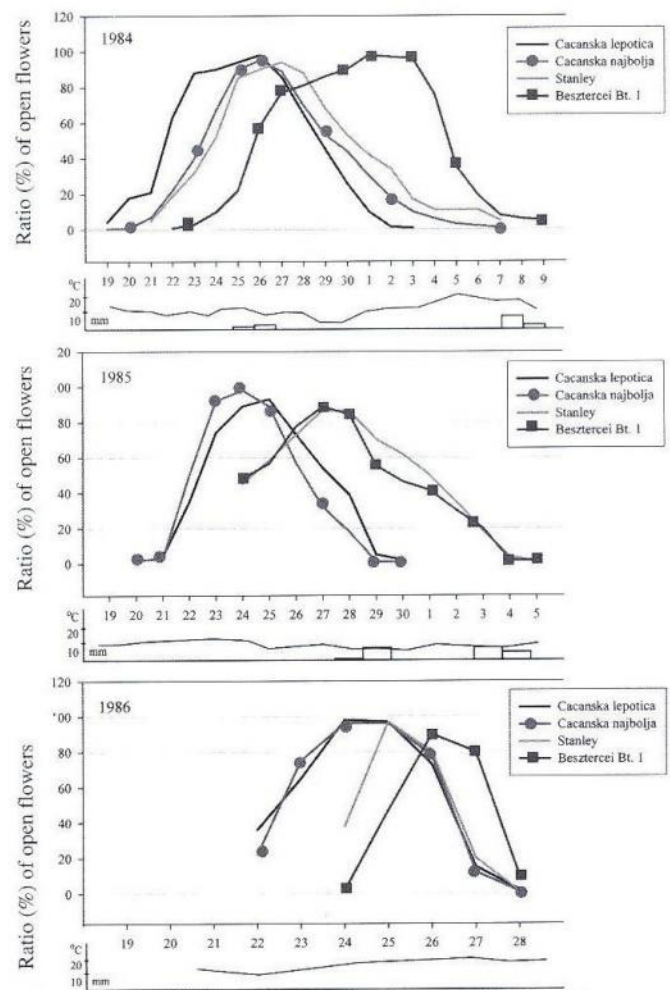 1984
Ratio (%) of open flowers
120
100
80
60
40
20
0
Cacanska lepotica
Cacanska najbolja
Stanley
Besztercei Bt. 1
19 20 21 22 23 24 25 26 27 28 29 30 1 2 3 4 5 6 7 8 9
°C
20
10
mm
1985
Ratio (%) of open flowers
20
00
80
60
40
20
0
Cacanska lepotica
Cacanska najbolja
Stanley
Besztercei Bt. 1
19 20 21 22 23 24 25 26 27 28 29 30 1 2 3 4 5
°C
20
10
mm
1986
Ratio (%) of open flowers
120
00
80
60
40
20
0
Cacanska lepotica
Cacanska najbolja
Stanley
Besztercei Bt. 1
19 20 21 22 23 24 25 26 27 28
°C
20
10
mm